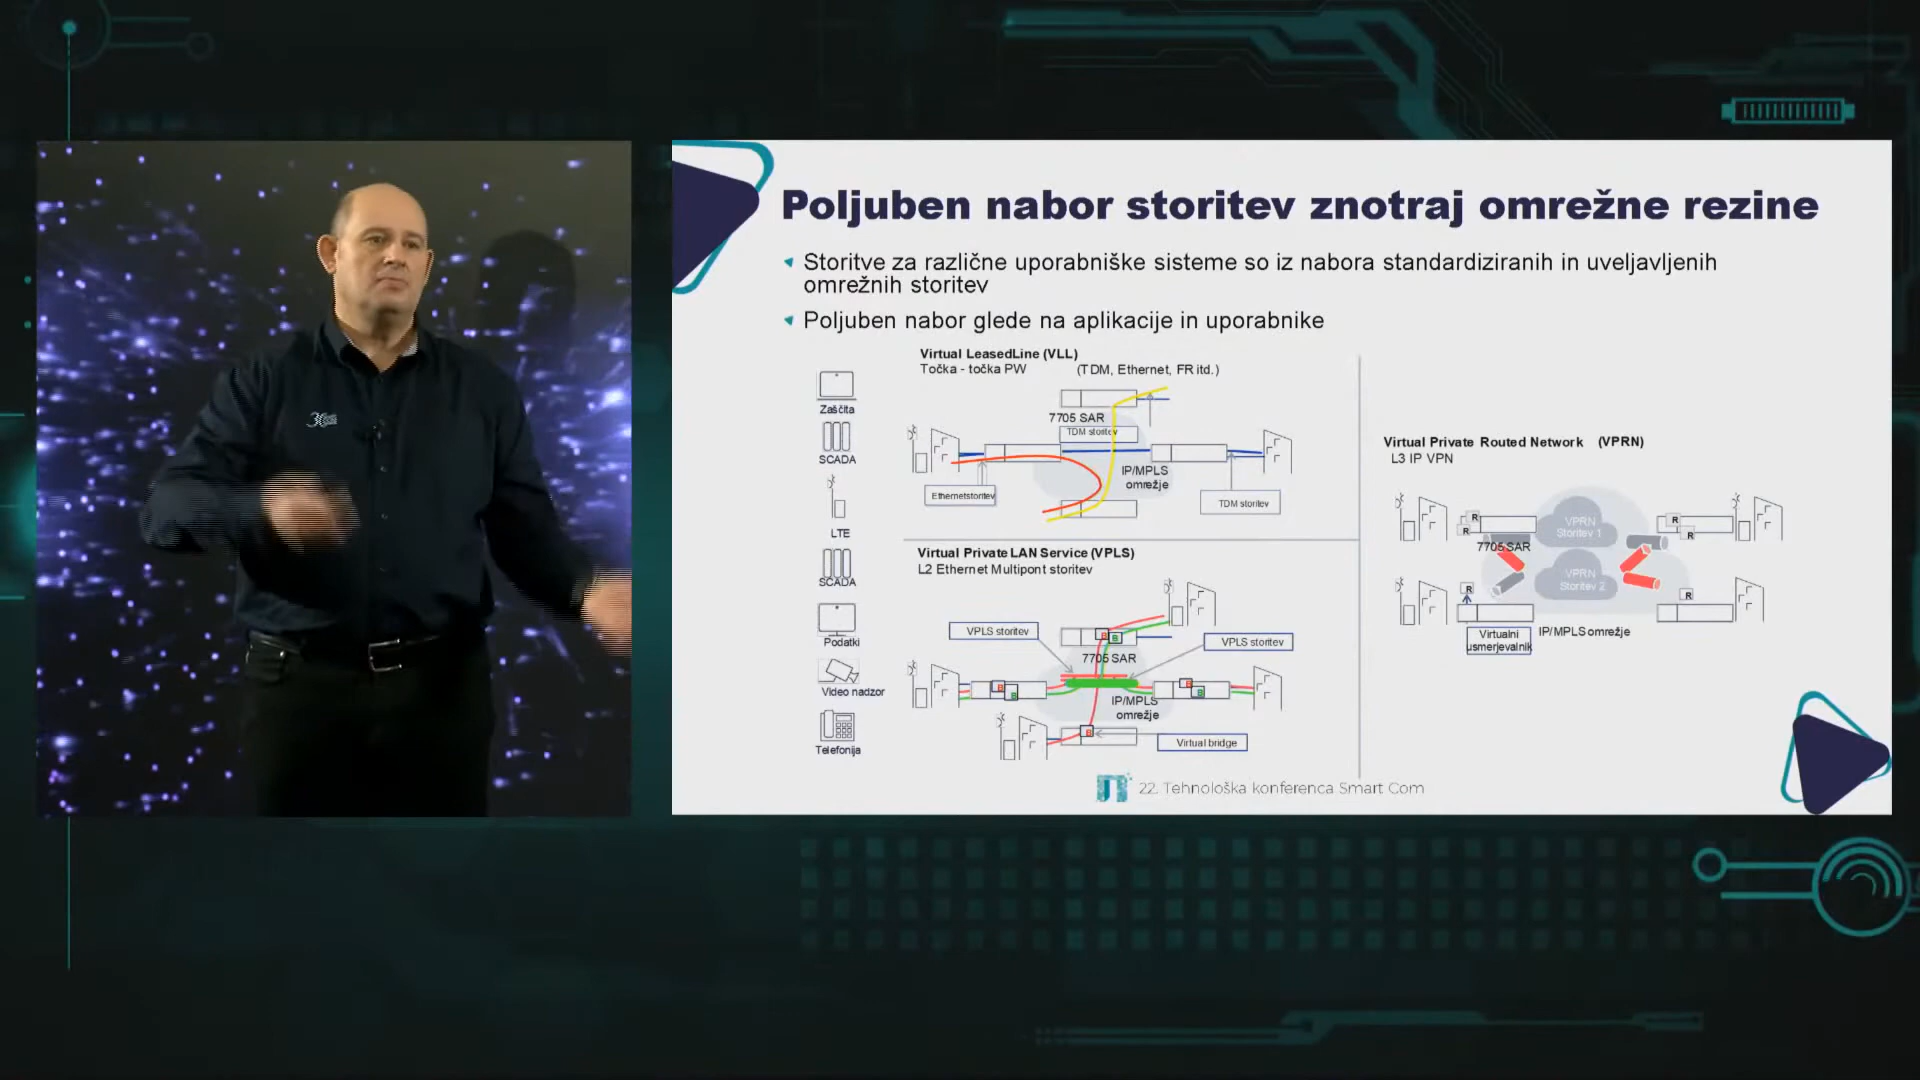 Poljuben nabor storitev znotraj omrežne rezine
Storitve za različne uporabniške sisteme so iz nabora standardiziranih in uveljavljenih
omrežnih storitev
Poljuben nabor glede na aplikacije in uporabnike
Zaščita
SCADA
LTE
SCADA
Podatki
Video nadzor
Telefonija
Virtual LeasedLine (VLL)
Točka - točka PW (TDM, Ethernet, FR itd.)
7705 SAR
TDM storitev
IP/MPLS
omrežje
Ethernetstoritev
TDM storitev
Virtual Private LAN Service (VPLS)
L2 Ethernet Multipont storitev
VPLS storitev
B B
VPLS storitev
7705 SAR
B B
B B
IP/MPLS
omrežje
B
Virtual bridge
Virtual Private Routed Network (VPRN)
L3 IP VPN
R R
VPRN
Storitev 1
R R
7705 SAR
VPRN
Storitev 2
R
R
Virtualni
usmerjevalnik
IP/MPLS omrežje
22. Tehnološka konferenca Smart Com